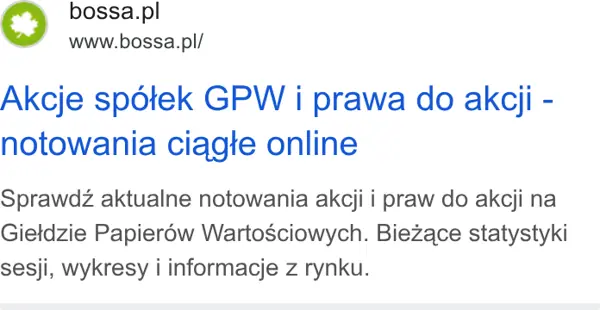 bossa.pl
www.bossa.pl/
Akcje spółek GPW i prawa do akcji -
notowania ciągłe online
Sprawdź aktualne notowania akcji i praw do akcji na
Giełdzie Papierów Wartościowych. Bieżące statystyki
sesji, wykresy i informacje z rynku.